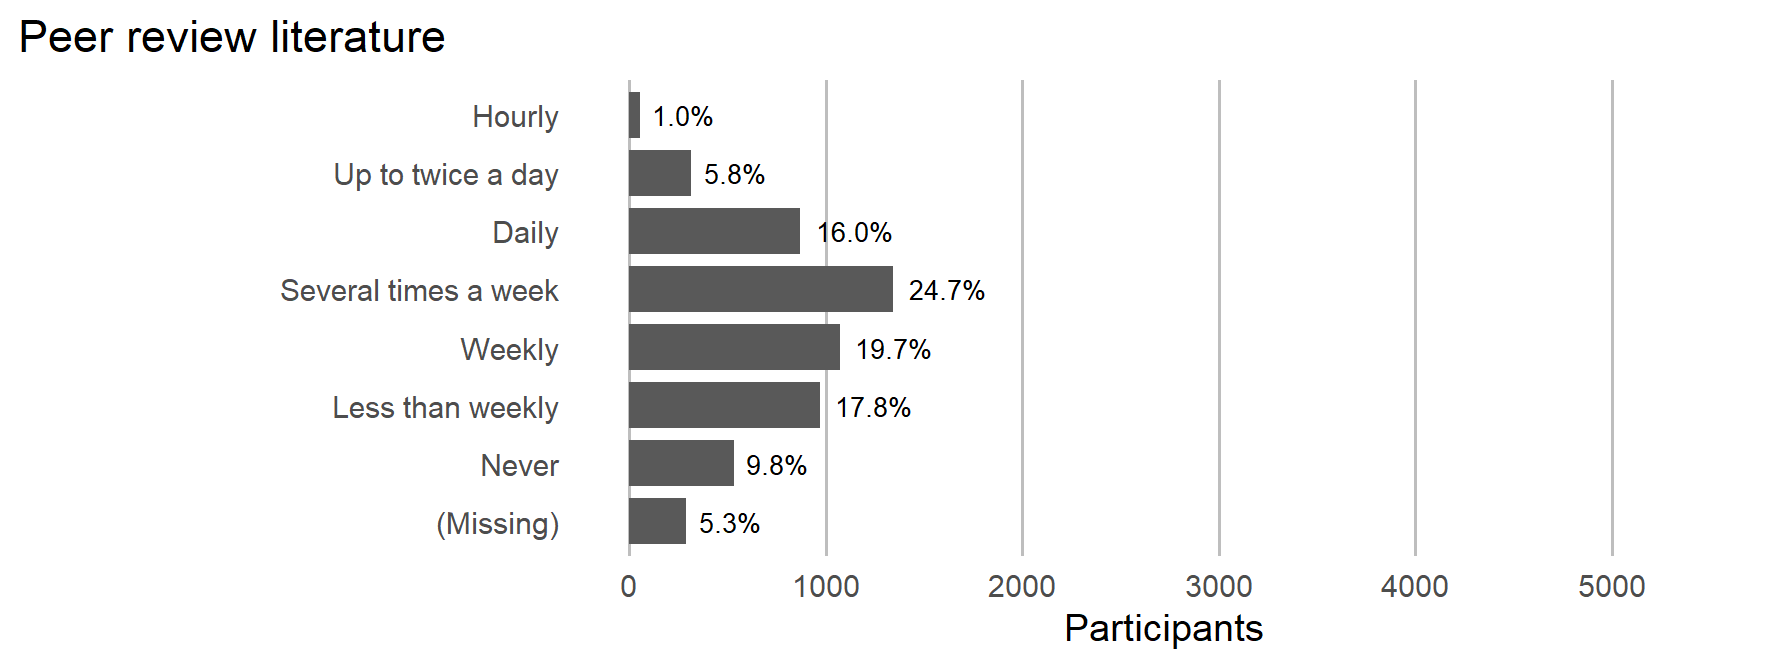 Peer review literature
Hourly 1.0%
Up to twice a day 5.8%
Daily 16.0%
Several times a week 24.7%
Weekly 19.7%
Less than weekly 17.8%
Never 9.8%
(Missing) 5.3%
0 1000 2000 3000 4000 5000
Participants